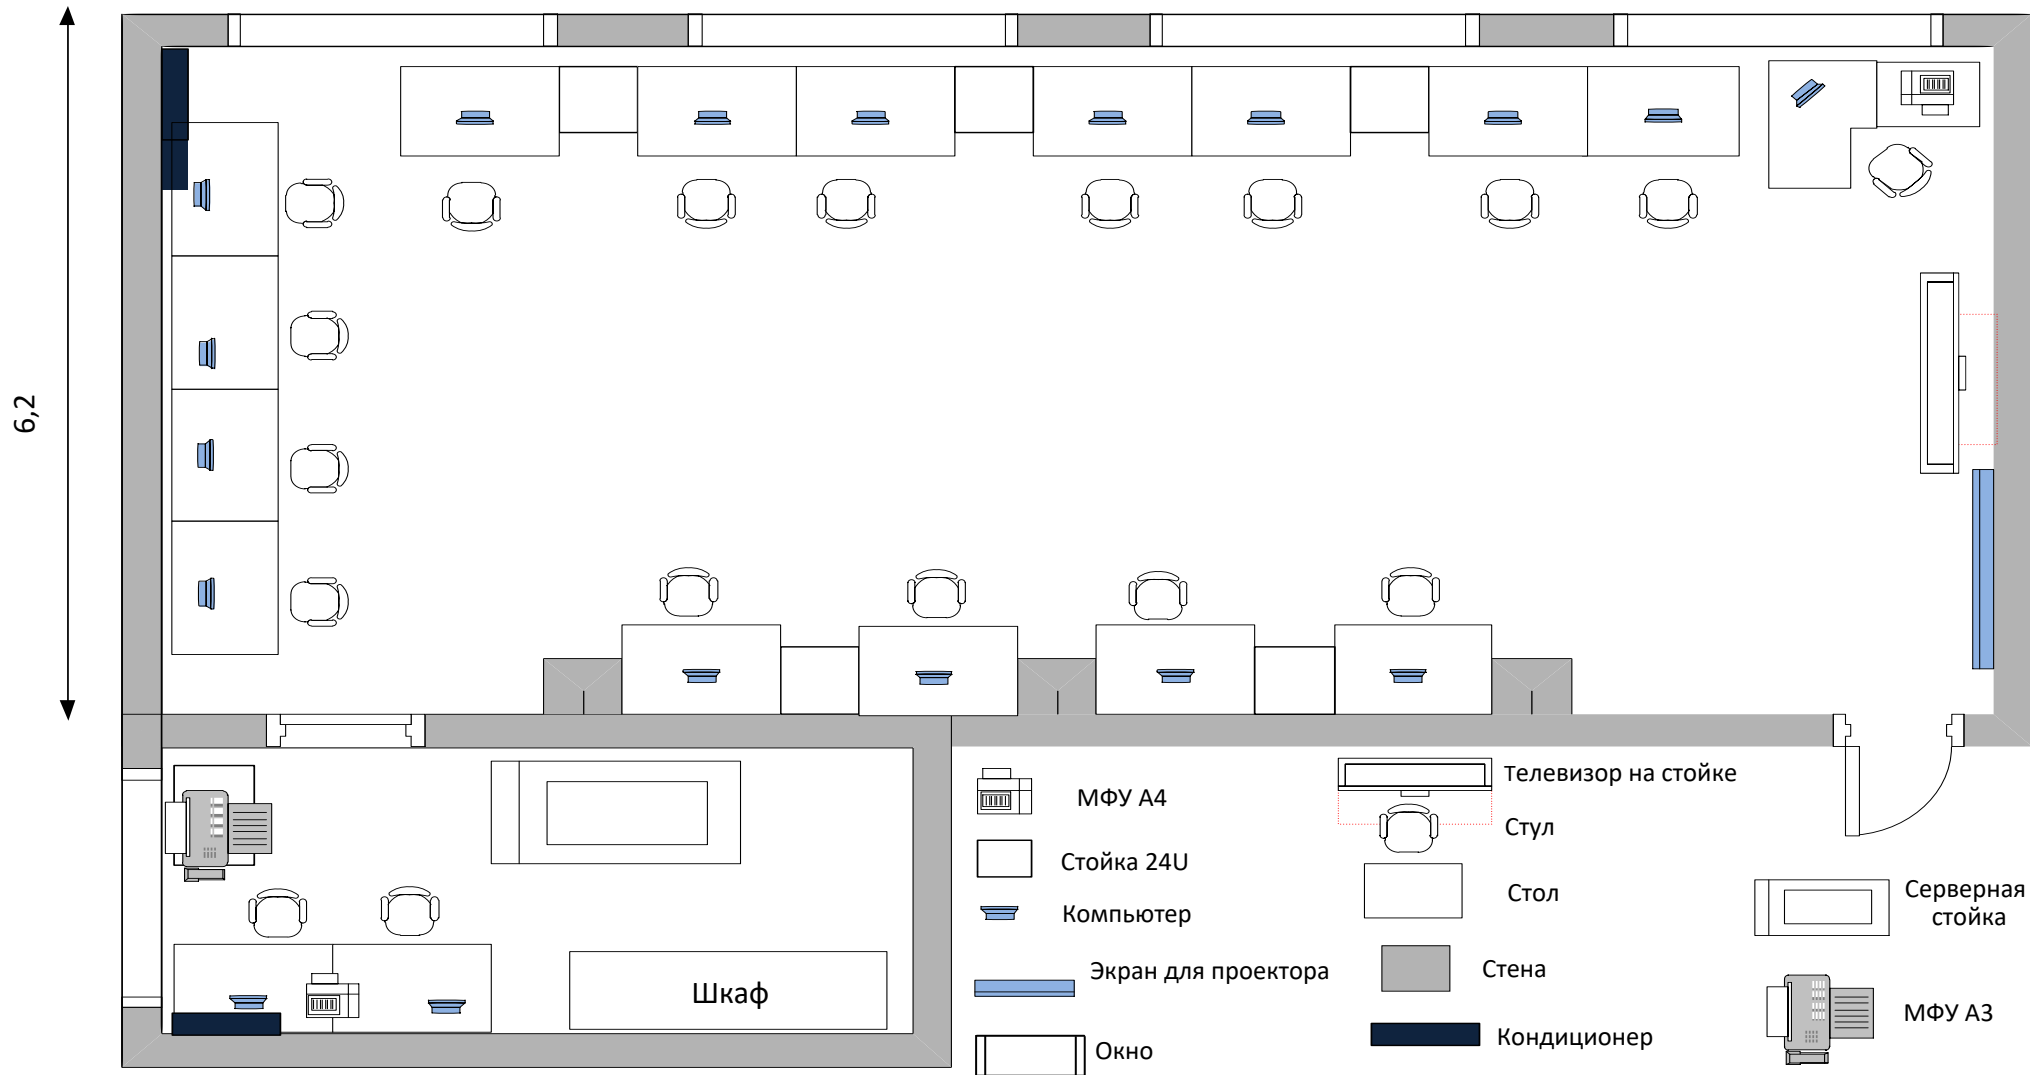 6,2
Шкаф
МФУ А4
Стойка 24U
Компьютер
Экран для проектора
Окно
Телевизор на стойке
Стул
Стол
Стена
Кондиционер
Серверная
стойка
МФУ А3